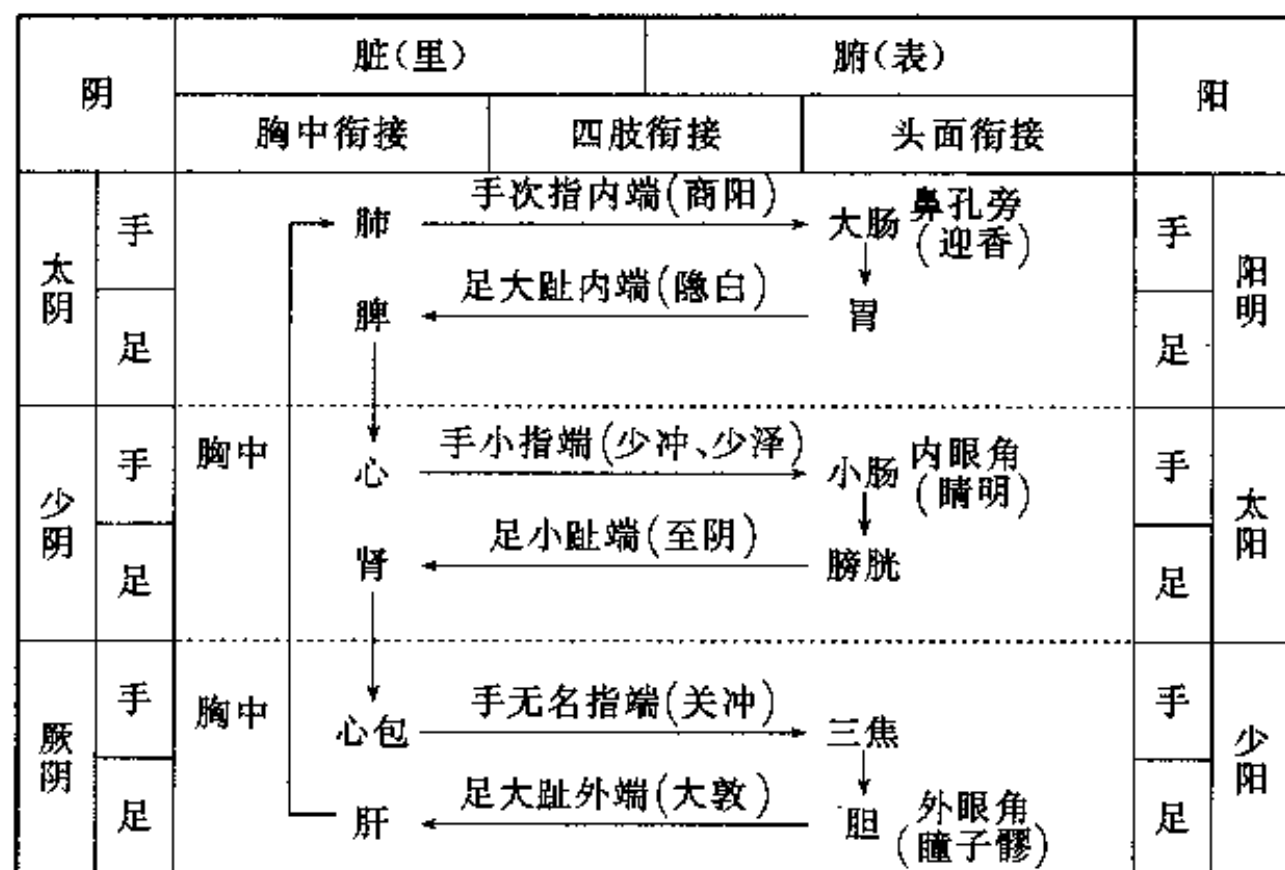 阴
脏(里)
腑(表)
阳
胸中衔接
四肢衔接
头面衔接
太阴
手
肺
手次指内端(商阳)
大肠
鼻孔旁
(迎香)
手
阳明
足
脾
足大趾内端(隐白)
胃
足
少阴
手
胸中
心
手小指端(少冲、少泽)
小肠
内眼角
(睛明)
手
太阳
足
肾
足小趾端(至阴)
膀胱
足
厥阴
手
胸中
心包
手无名指端(关冲)
三焦
手
少阳
足
肝
足大趾外端(大敦)
胆
外眼角
(瞳子髎)
足